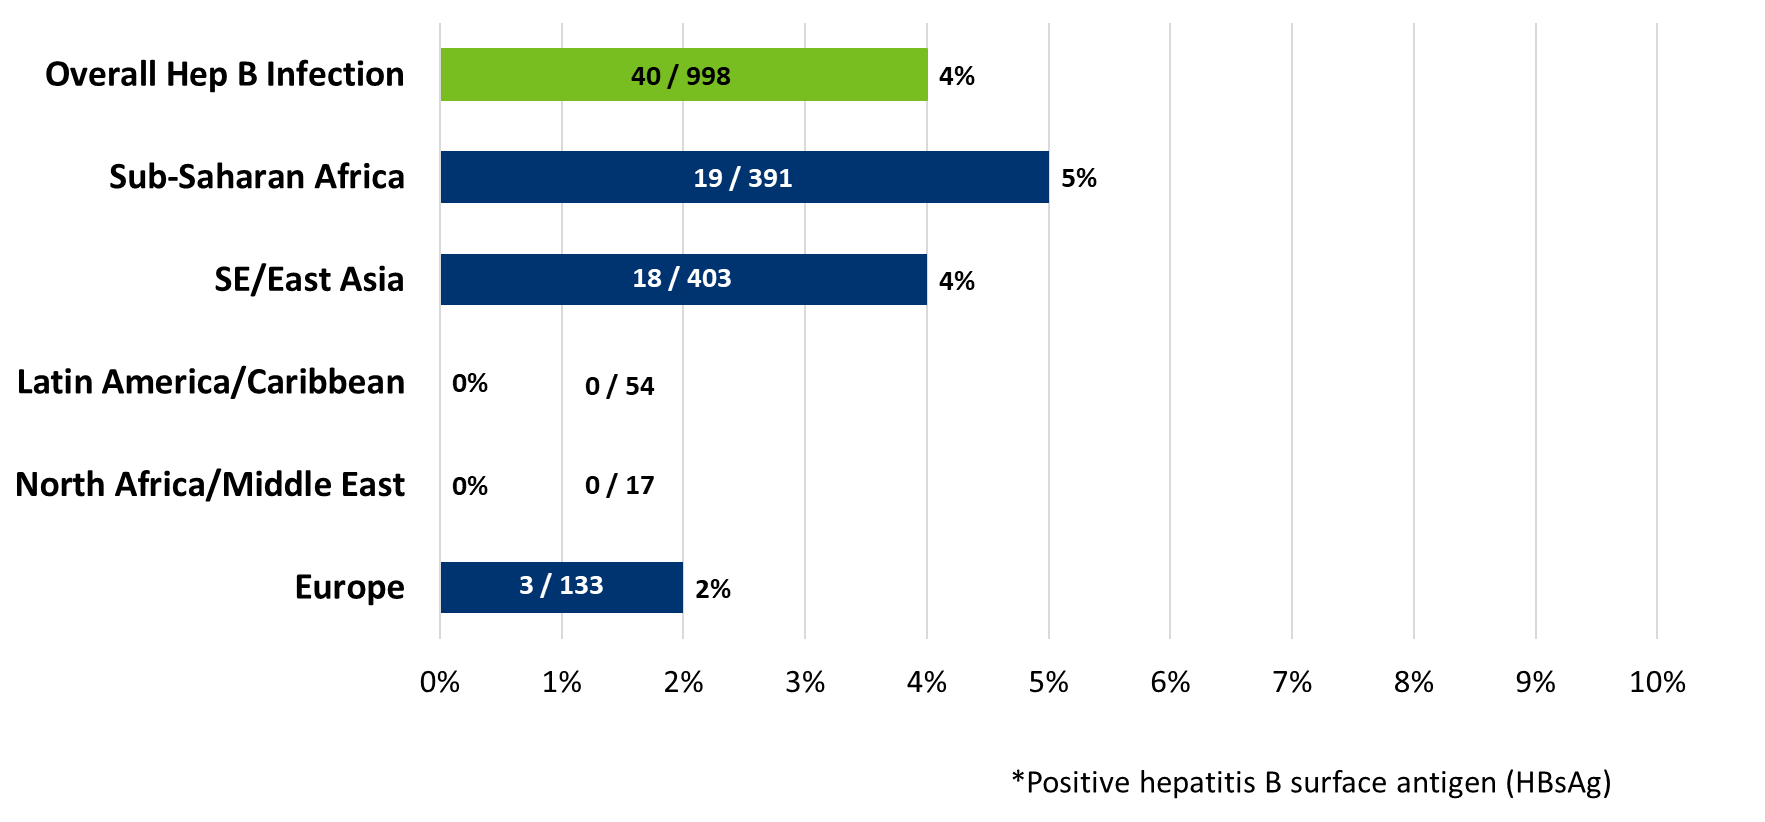 Overall Hep B Infection 40 / 998 4%
Sub-Saharan Africa 19 / 391 5%
SE/East Asia 18 / 403 4%
Latin America/Caribbean 0% 0 / 54
North Africa/Middle East 0% 0 / 17
Europe 3 / 133 2%
0% 1% 2% 3% 4% 5% 6% 7% 8% 9% 10%
*Positive hepatitis B surface antigen (HBsAg)